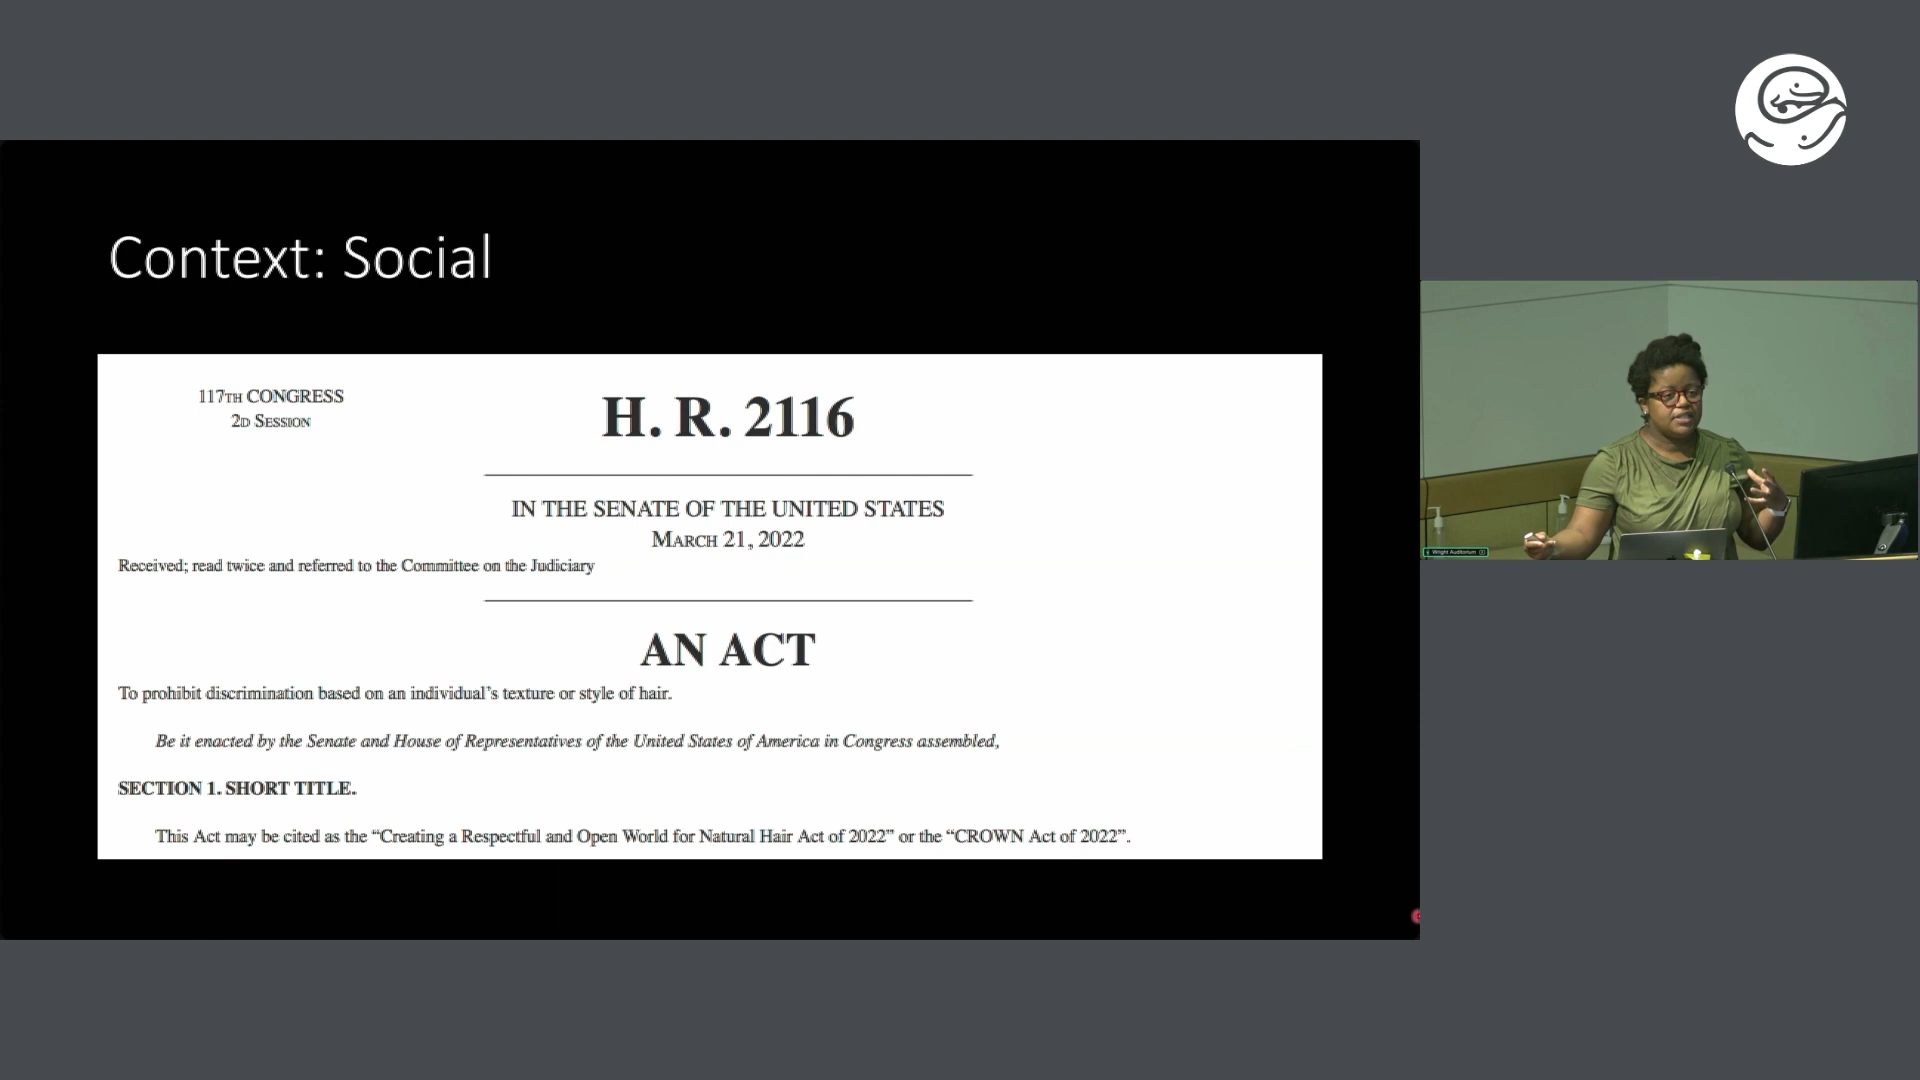 Context: Social
117TH CONGRESS
2D SESSION
H. R. 2116
IN THE SENATE OF THE UNITED STATES
MARCH 21, 2022
Received; read twice and referred to the Committee on the Judiciary
AN ACT
To prohibit discrimination based on an individual’s texture or style of hair.
Be it enacted by the Senate and House of Representatives of the United States of America in Congress assembled,
SECTION 1. SHORT TITLE.
This Act may be cited as the “Creating a Respectful and Open World for Natural Hair Act of 2022” or the “CROWN Act of 2022”.
Wright Auditorium